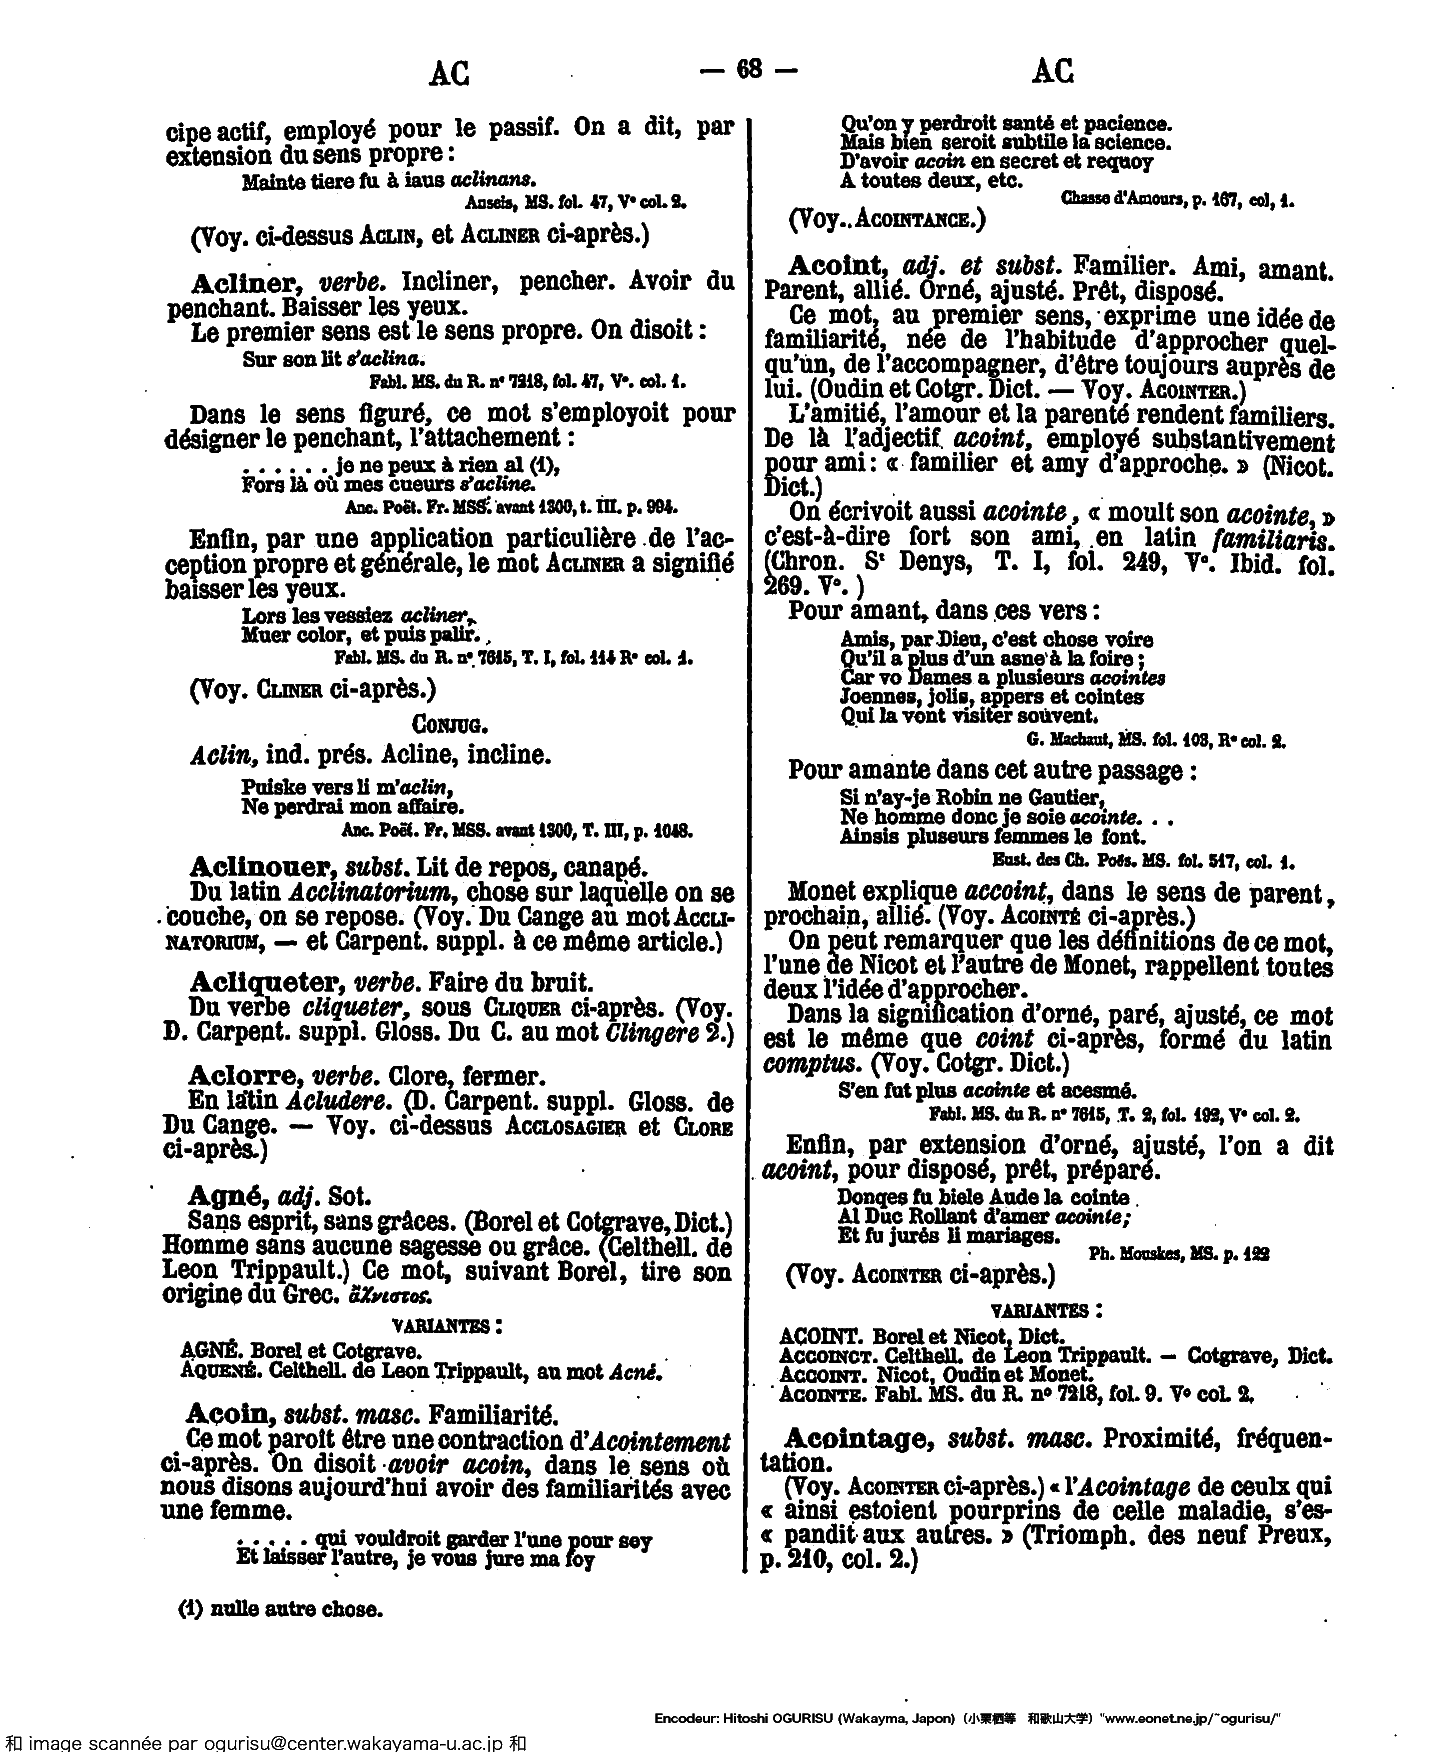 AC
— 68 —
AC
cipe actif, employé pour le passif. On a dit, par
extension du sens propre :
Mainte tiere fu à iaus aclinans.
Anseis, MS. fol. 47, V° col. 2.
(Voy. ci-dessus ACLIN, et ACLINER ci-après.)
Acliner, verbe. Incliner, pencher. Avoir du
penchant. Baisser les yeux.
Le premier sens est le sens propre. On disoit :
Sur son lit s'aclina.
Fabl. MS. du R. n° 7218, fol. 47, V°. col. 1.
Dans le sens figuré, ce mot s'employoit pour
désigner le penchant, l'attachement :
. . . . . . je ne peux à rien al (1),
Fors là où mes cueurs s'acline.
Anc. Poët. Fr. MSS. avant 1300, t. III. p. 994.
Enfin, par une application particulière de l'ac-
ception propre et générale, le mot ACLINER a signifié
baisser les yeux.
Lors les vessiez acliner,
Muer color, et puis palir.
Fabl. MS. du R. n° 7615, T. I, fol. 114 R° col. 1.
(Voy. CLINER ci-après.)
CONJUG.
Aclin, ind. prés. Acline, incline.
Puiske vers li m'aclin,
Ne perdrai mon affaire.
Anc. Poët. Fr. MSS. avant 1300, T. III, p. 1048.
Aclinouer, subst. Lit de repos, canapé.
Du latin Acclinatorium, chose sur laquelle on se
couche, on se repose. (Voy. Du Cange au mot ACCLI-
NATORIUM, — et Carpent. suppl. à ce même article.)
Acliqueter, verbe. Faire du bruit.
Du verbe cliqueter, sous CLIQUER ci-après. (Voy.
D. Carpent. suppl. Gloss. Du C. au mot Clingere 2.)
Aclorre, verbe. Clore, fermer.
En latin Acludere. (D. Carpent. suppl. Gloss. de
Du Cange. — Voy. ci-dessus ACCLOSAGIER et CLORE
ci-après.)
Agné, adj. Sot.
Sans esprit, sans grâces. (Borel et Cotgrave, Dict.)
Homme sans aucune sagesse ou grâce. (Celthell. de
Leon Trippault.) Ce mot, suivant Borel, tire son
origine du Grec.
VARIANTES :
AGNÉ. Borel et Cotgrave.
AQUENÉ. Celthell. de Leon Trippault, au mot Acné.
Açoin, subst. masc. Familiarité.
Ce mot paroit être une contraction d'Acointement
ci-après. On disoit avoir acoin, dans le sens où
nous disons aujourd'hui avoir des familiarités avec
une femme.
. . . . . qui vouldroit garder l'une pour sey
Et laisser l'autre, je vous jure ma foy
(1) nulle autre chose.
Qu'on y perdroit santé et pacience.
Mais bien seroit subtile la science.
D'avoir acoin en secret et requoy
A toutes deux, etc.
Chasse d'Amours, p. 167, col, 1.
(Voy.. ACOINTANCE.)
Acoint, adj. et subst. Familier. Ami, amant.
Parent, allié. Orné, ajusté. Prêt, disposé.
Ce mot, au premier sens, exprime une idée de
familiarité, née de l'habitude d'approcher quel-
qu'un, de l'accompagner, d'être toujours auprès de
lui. (Oudin et Cotgr. Dict. — Voy. ACOINTER.)
L'amitié, l'amour et la parenté rendent familiers.
De là l'adjectif acoint, employé substantivement
pour ami : « familier et amy d'approche. » (Nicot.
Dict.)
On écrivoit aussi acointe, « moult son acointe, »
c'est-à-dire fort son ami, en latin familiaris.
(Chron. St Denys, T. I, fol. 249, V°. Ibid. fol.
269. V°. )
Pour amant, dans ces vers :
Amis, par Dieu, c'est chose voire
Qu'il a plus d'un asne à la foire ;
Car vo Dames a plusieurs acointes
Joennes, jolis, appers et cointes
Qui la vont visiter souvent.
G. Machaut, MS. fol. 103, R° col. 2.
Pour amante dans cet autre passage :
Si n'ay-je Robin ne Gautier,
Ne homme donc je soie acointe. . .
Ainsis pluseurs femmes le font.
Eust. des Ch. Poës. MS. fol. 517, col. 1.
Monet explique accoint, dans le sens de parent,
prochain, allié. (Voy. ACOINTÉ ci-après.)
On peut remarquer que les définitions de ce mot,
l'une de Nicot et l'autre de Monet, rappellent toutes
deux l'idée d'approcher.
Dans la signification d'orné, paré, ajusté, ce mot
est le même que coint ci-après, formé du latin
comptus. (Voy. Cotgr. Dict.)
S'en fut plus acointe et acesmé.
Fabl. MS. du R. n° 7615, T. 2, fol. 192, V° col. 2.
Enfin, par extension d'orné, ajusté, l'on a dit
acoint, pour disposé, prêt, préparé.
Donqes fu biele Aude la cointe
Al Duc Rollant d'amer acointe;
Et fu jurés li mariages.
Ph. Mouskes, MS. p. 122
(Voy. ACOINTER ci-après.)
VARIANTES :
AÇOINT. Borel et Nicot, Dict.
ACCOINCT. Celthell. de Leon Trippault. — Cotgrave, Dict.
ACCOINT. Nicot, Oudin et Monet.
ACOINTE. Fabl. MS. du R. n° 7218, fol. 9. V° col. 2.
Acointage, subst. masc. Proximité, fréquen-
tation.
(Voy. ACOINTER ci-après.) « l'Acointage de ceulx qui
« ainsi estoient pourprins de celle maladie, s'es-
« pandit aux autres. » (Triomph. des neuf Preux,
p. 210, col. 2.)
Encodeur: Hitoshi OGURISU (Wakayma, Japon) (小栗栖等 和歌山大学) "www.eonet.ne.jp/~ogurisu/"
和 image scannée par ogurisu@center.wakayama-u.ac.jp 和